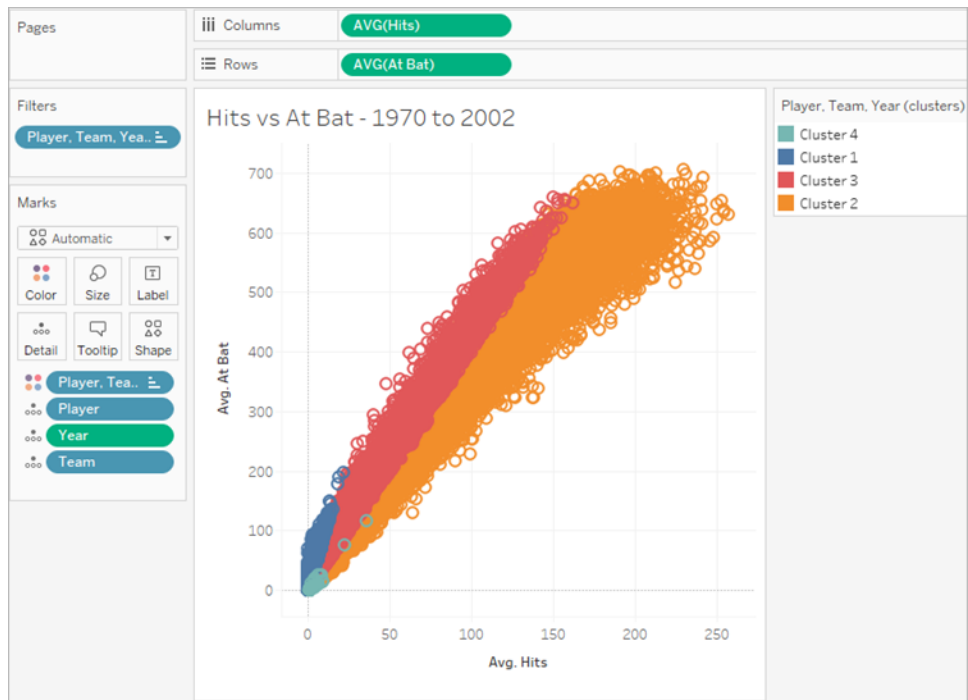 Pages
Columns
AVG(Hits)
Rows
AVG(At Bat)
Filters
Player, Team, Yea..
Marks
Automatic
Color
Size
Label
Detail
Tooltip
Shape
Player, Tea..
Player
Year
Team
Hits vs At Bat - 1970 to 2002
Avg. At Bat
700
600
500
400
300
200
100
0
0
50
100
150
200
250
Avg. Hits
Player, Team, Year (clusters)
Cluster 4
Cluster 1
Cluster 3
Cluster 2